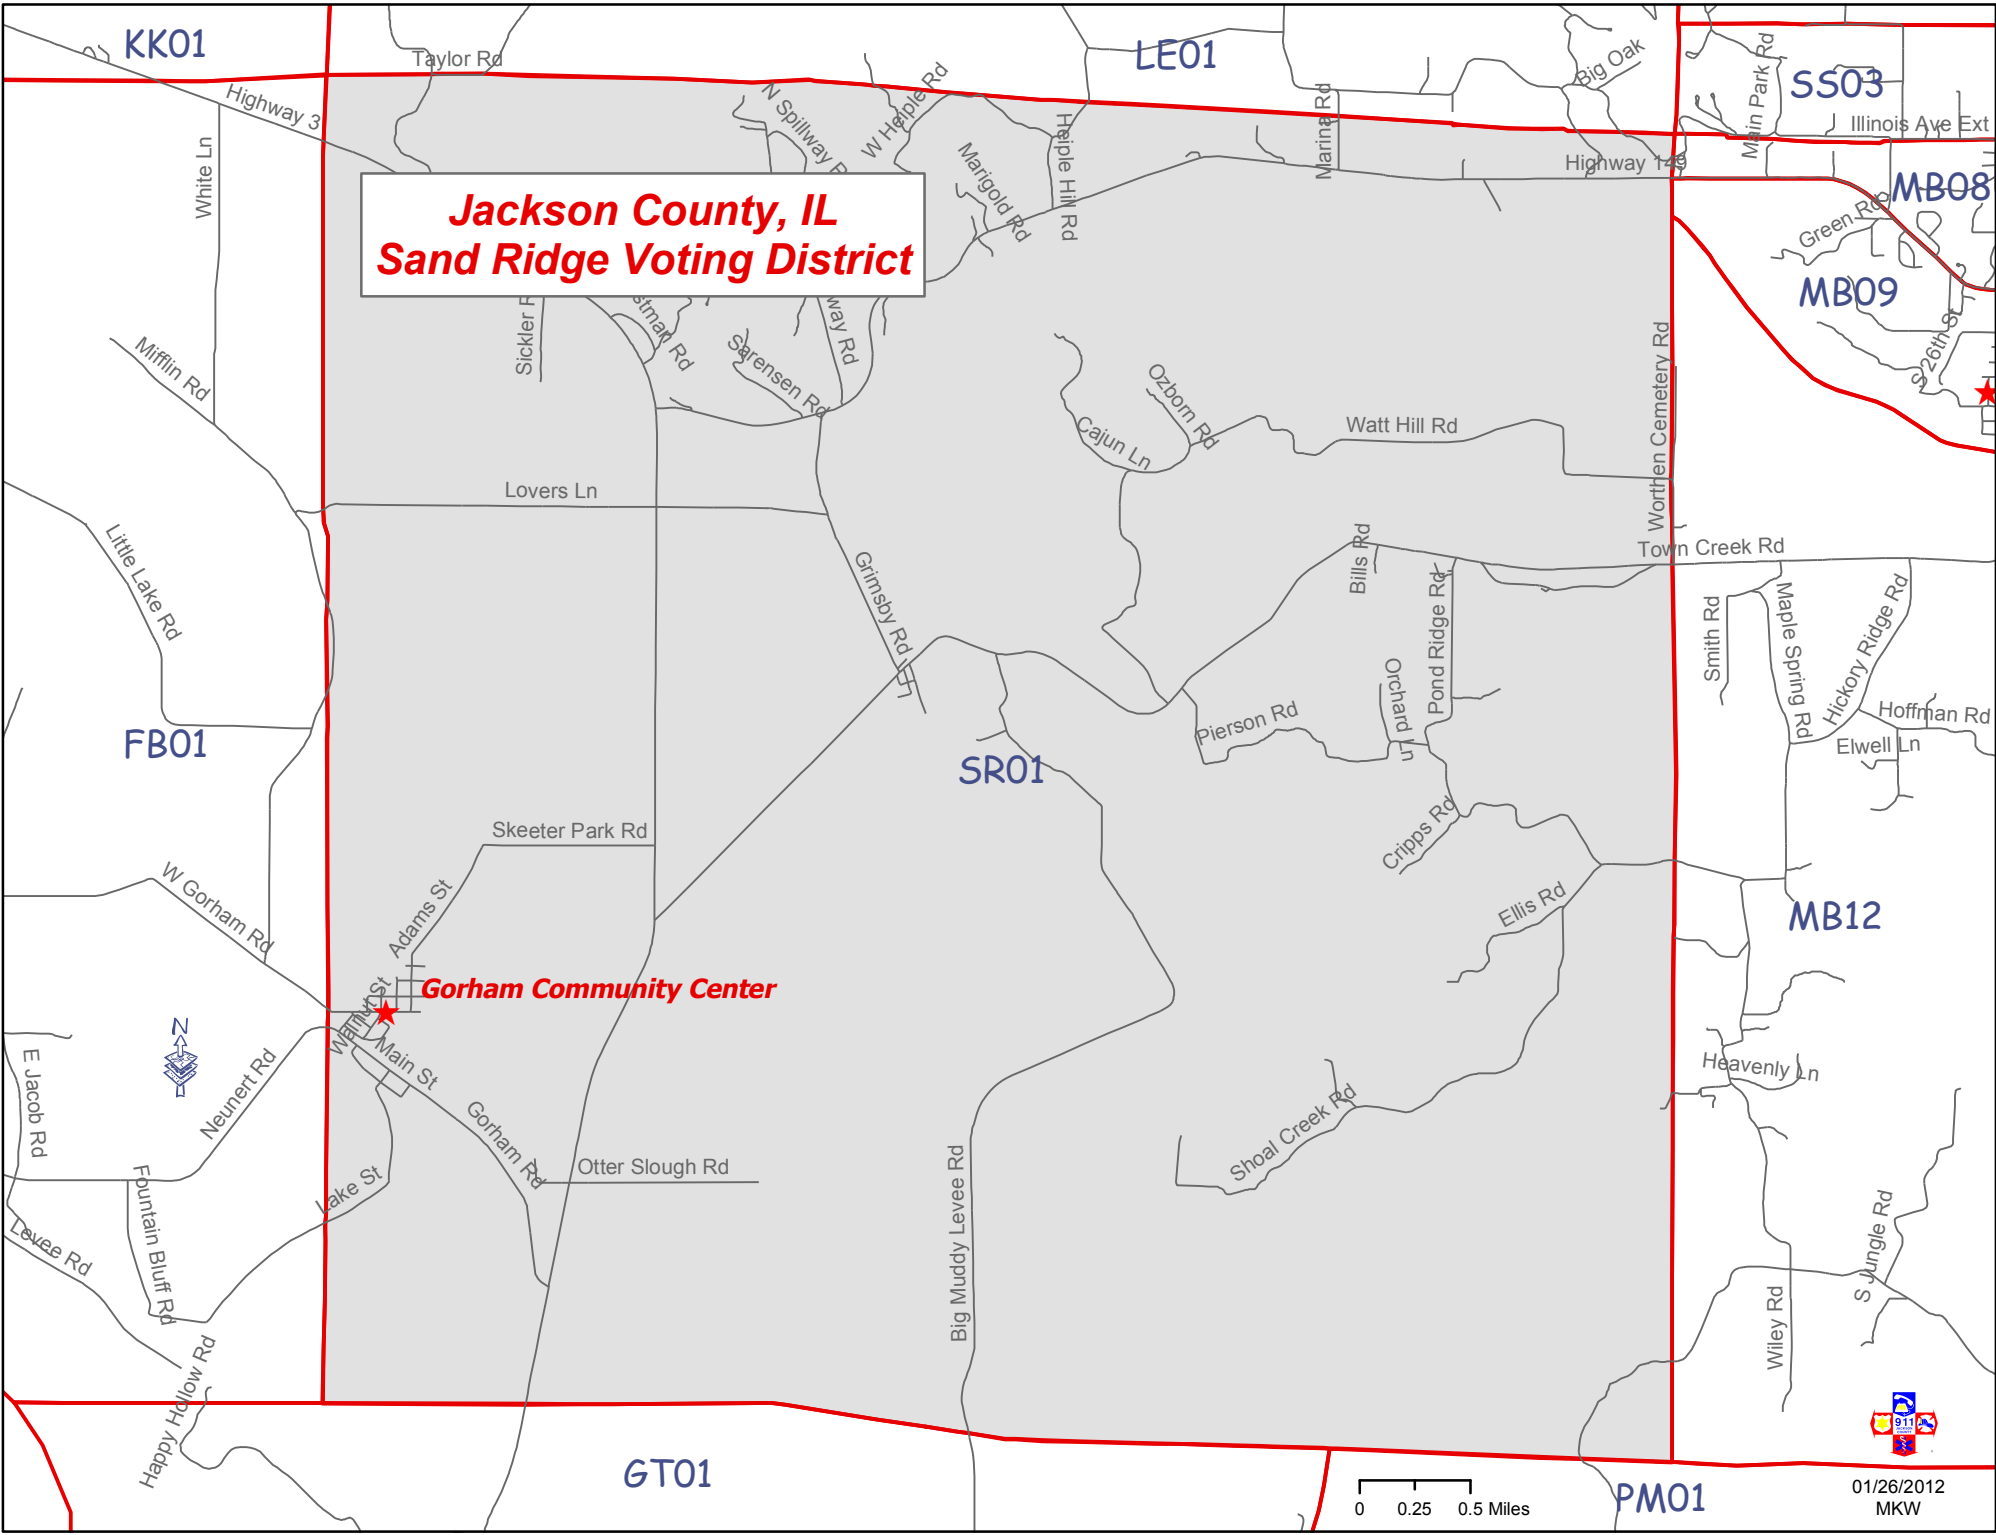 KK01
Taylor Rd
LE01
Big Oak
Main Park Rd
SS03
Highway 3
N Spillway R
W Heiple Rd
Heiple Hill Rd
Marina Rd
Illinois Ave Ext
White Ln
Marigold Rd
Highway 149
MB08
Jackson County, IL
Sand Ridge Voting District
Green Rd
MB09
Sickler R
stman Rd
way Rd
Sarensen Rd
S 26th St
Mifflin Rd
Ozborn Rd
Cajun Ln
Watt Hill Rd
Worthen Cemetery Rd
Lovers Ln
Little Lake Rd
Grimsby Rd
Bills Rd
Town Creek Rd
Pond Ridge Rd
Smith Rd
Maple Spring Rd
Hickory Ridge Rd
Orchard Ln
Pierson Rd
Hoffman Rd
Elwell Ln
FB01
SR01
Skeeter Park Rd
Cripps Rd
W Gorham Rd
Adams St
Ellis Rd
MB12
Gorham Community Center
Walnut St
N
Main St
E Jacob Rd
Neunert Rd
Heavenly Ln
Gorham Rd
Otter Slough Rd
Shoal Creek Rd
Lake St
Fountain Bluff Rd
Levee Rd
Big Muddy Levee Rd
S Jungle Rd
Wiley Rd
Happy Hollow Rd
GT01
0 0.25 0.5 Miles
PM01
911
JACKSON
COUNTY
01/26/2012
MKW